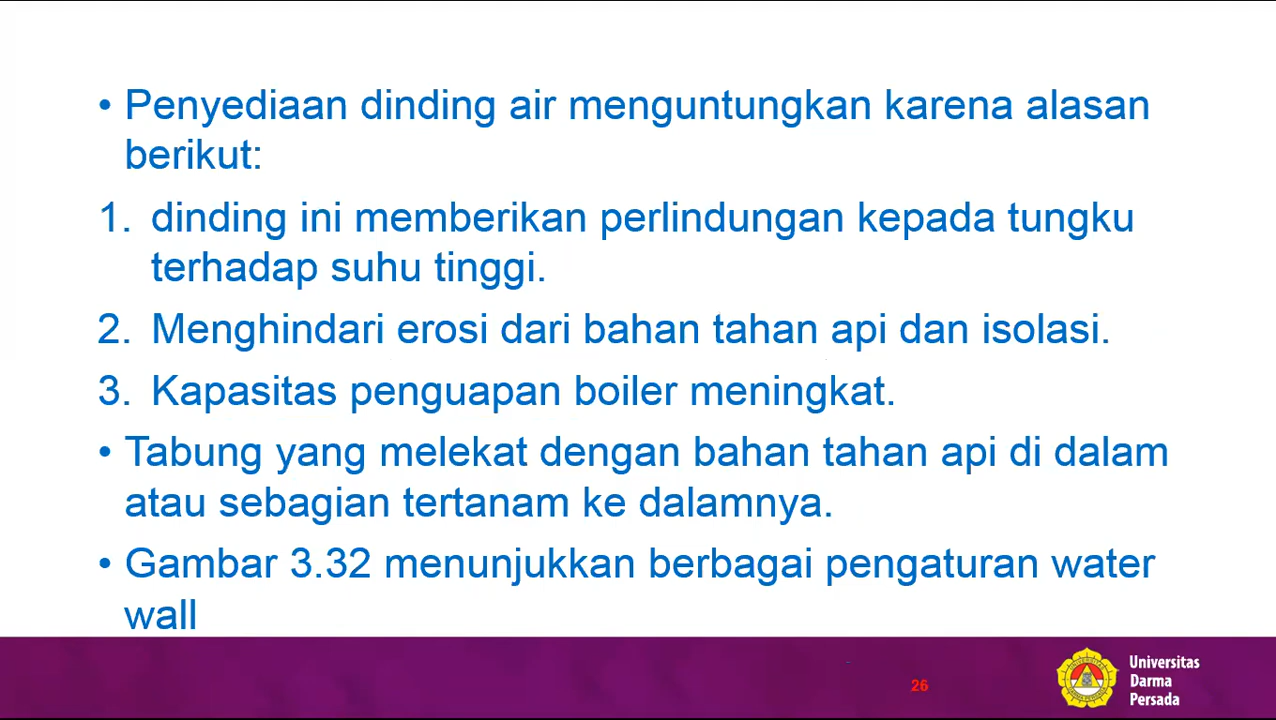 • Penyediaan dinding air menguntungkan karena alasan
berikut:
1. dinding ini memberikan perlindungan kepada tungku
terhadap suhu tinggi.
2. Menghindari erosi dari bahan tahan api dan isolasi.
3. Kapasitas penguapan boiler meningkat.
• Tabung yang melekat dengan bahan tahan api di dalam
atau sebagian tertanam ke dalamnya.
• Gambar 3.32 menunjukkan berbagai pengaturan water
wall
26
Universitas
Darma
Persada